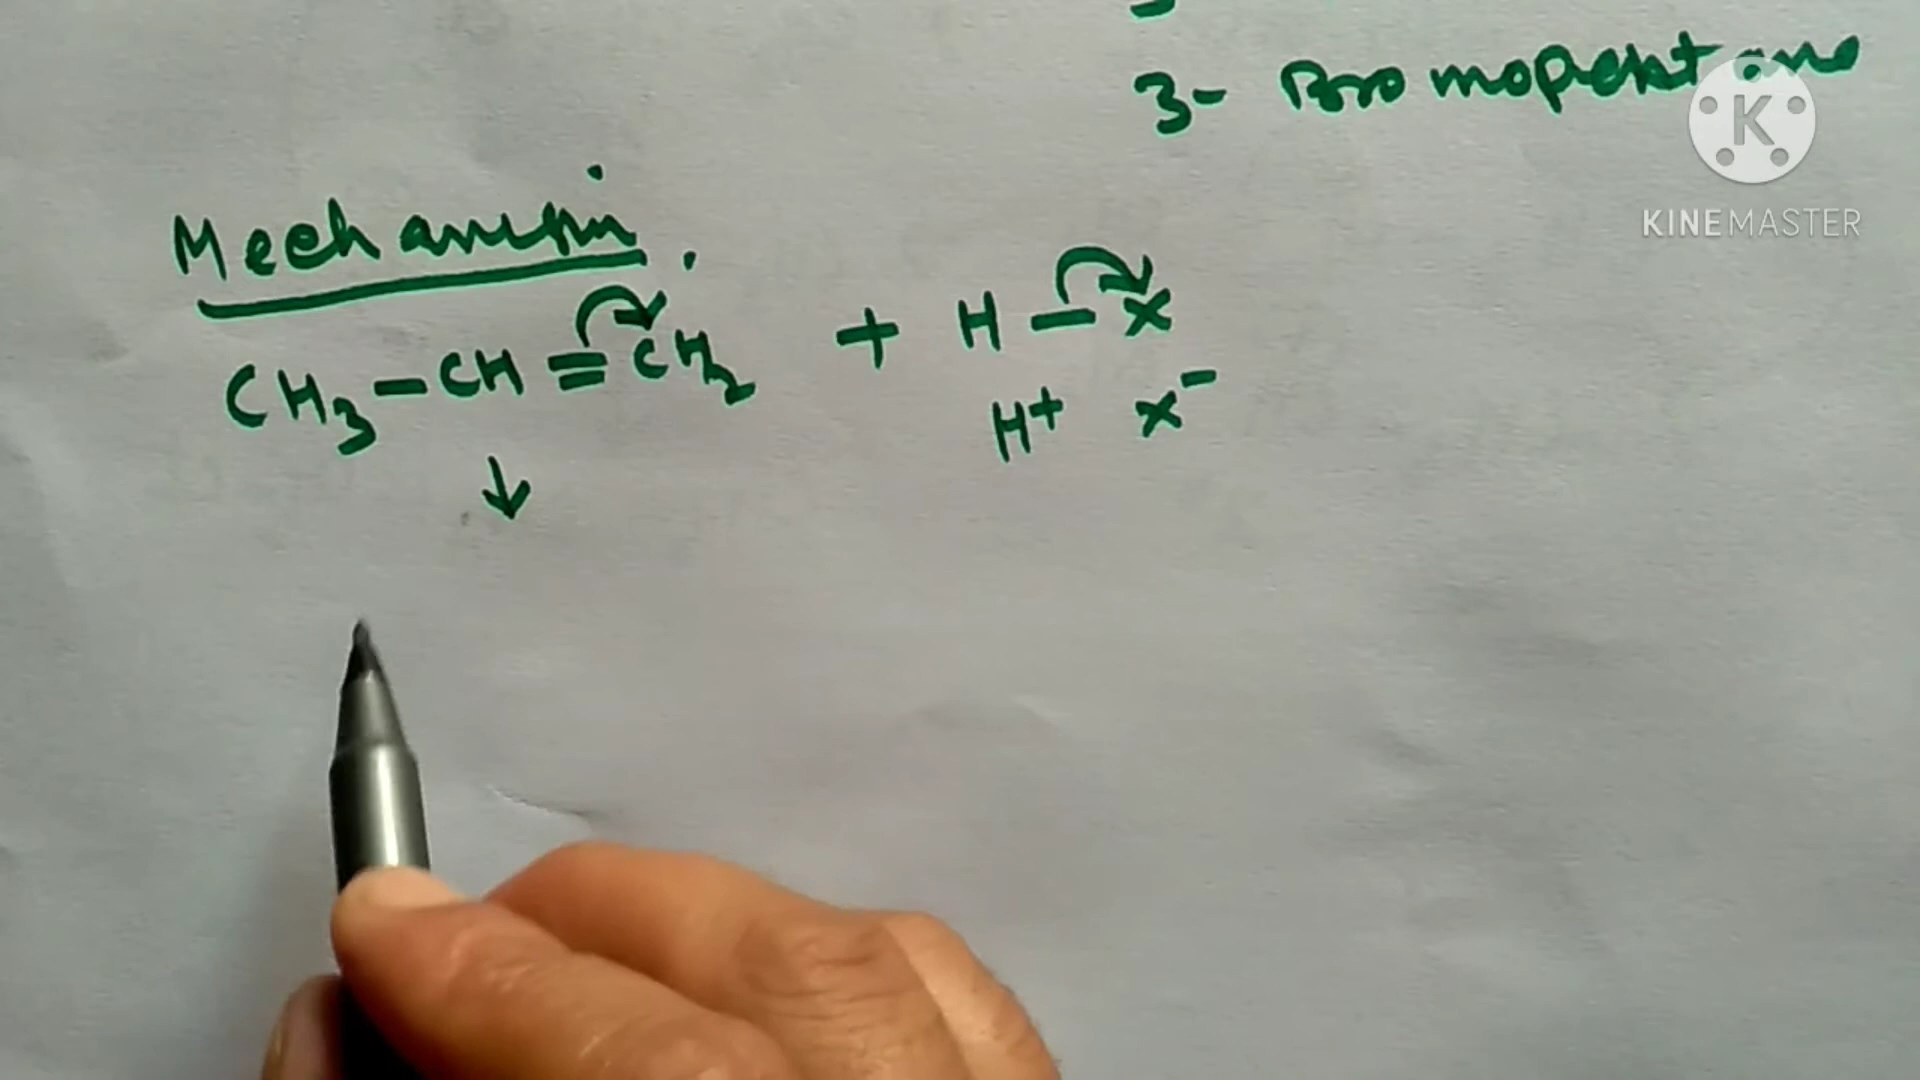 3- Bromopentane
K
KINEMASTER
Mechanism.
CH3-CH=CH2 + H-X
H+ X-